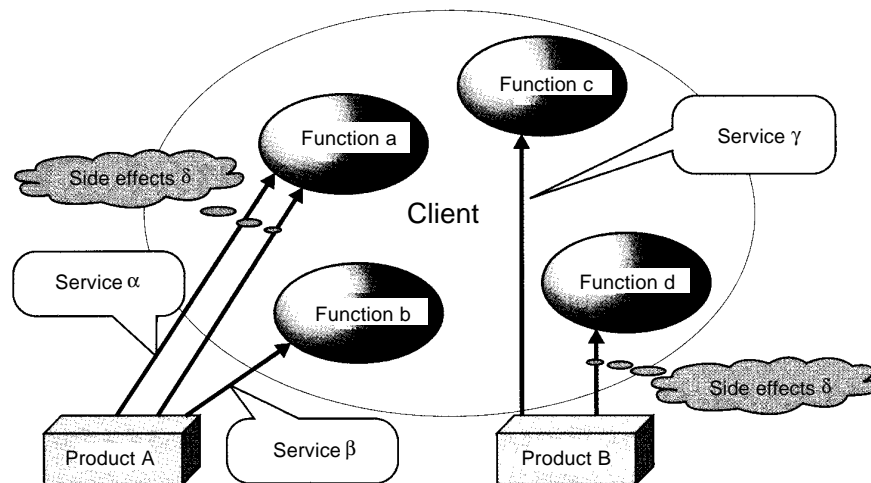 Function c
Function a
Service γ
Side effects δ
Client
Service α
Function d
Function b
Side effects δ
Service β
Product A
Product B